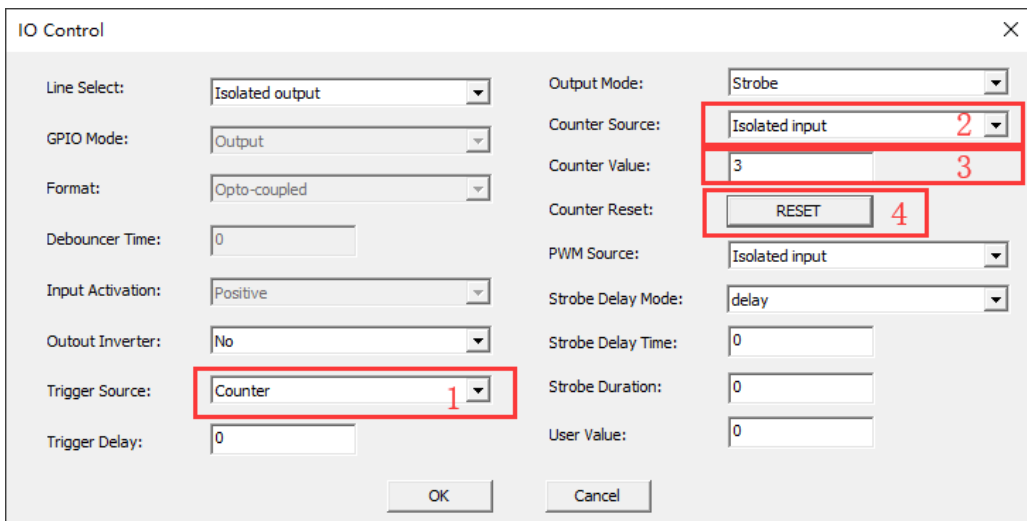 IO Control
Line Select: Isolated output
GPIO Mode: Output
Format: Opto-coupled
Debouncer Time: 0
Input Activation: Positive
Outout Inverter: No
Trigger Source: Counter 1
Trigger Delay: 0
Output Mode: Strobe
Counter Source: Isolated input 2
Counter Value: 3 3
Counter Reset: RESET 4
PWM Source: Isolated input
Strobe Delay Mode: delay
Strobe Delay Time: 0
Strobe Duration: 0
User Value: 0
OK Cancel